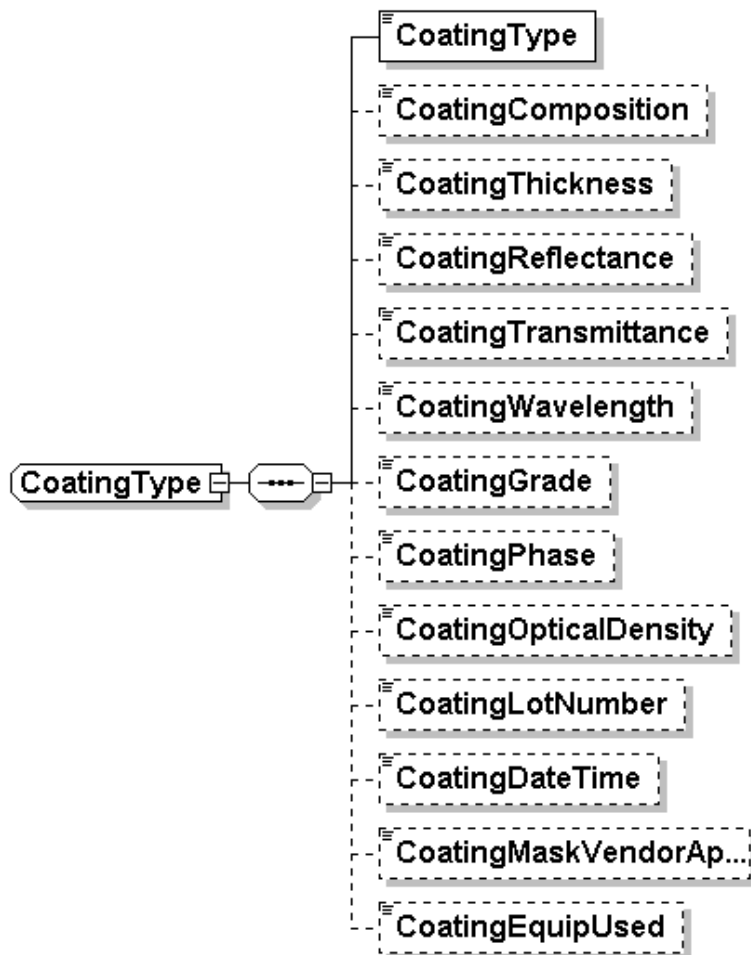 CoatingType
CoatingComposition
CoatingThickness
CoatingReflectance
CoatingTransmittance
CoatingWavelength
CoatingType
CoatingGrade
CoatingPhase
CoatingOpticalDensity
CoatingLotNumber
CoatingDateTime
CoatingMaskVendorAp...
CoatingEquipUsed